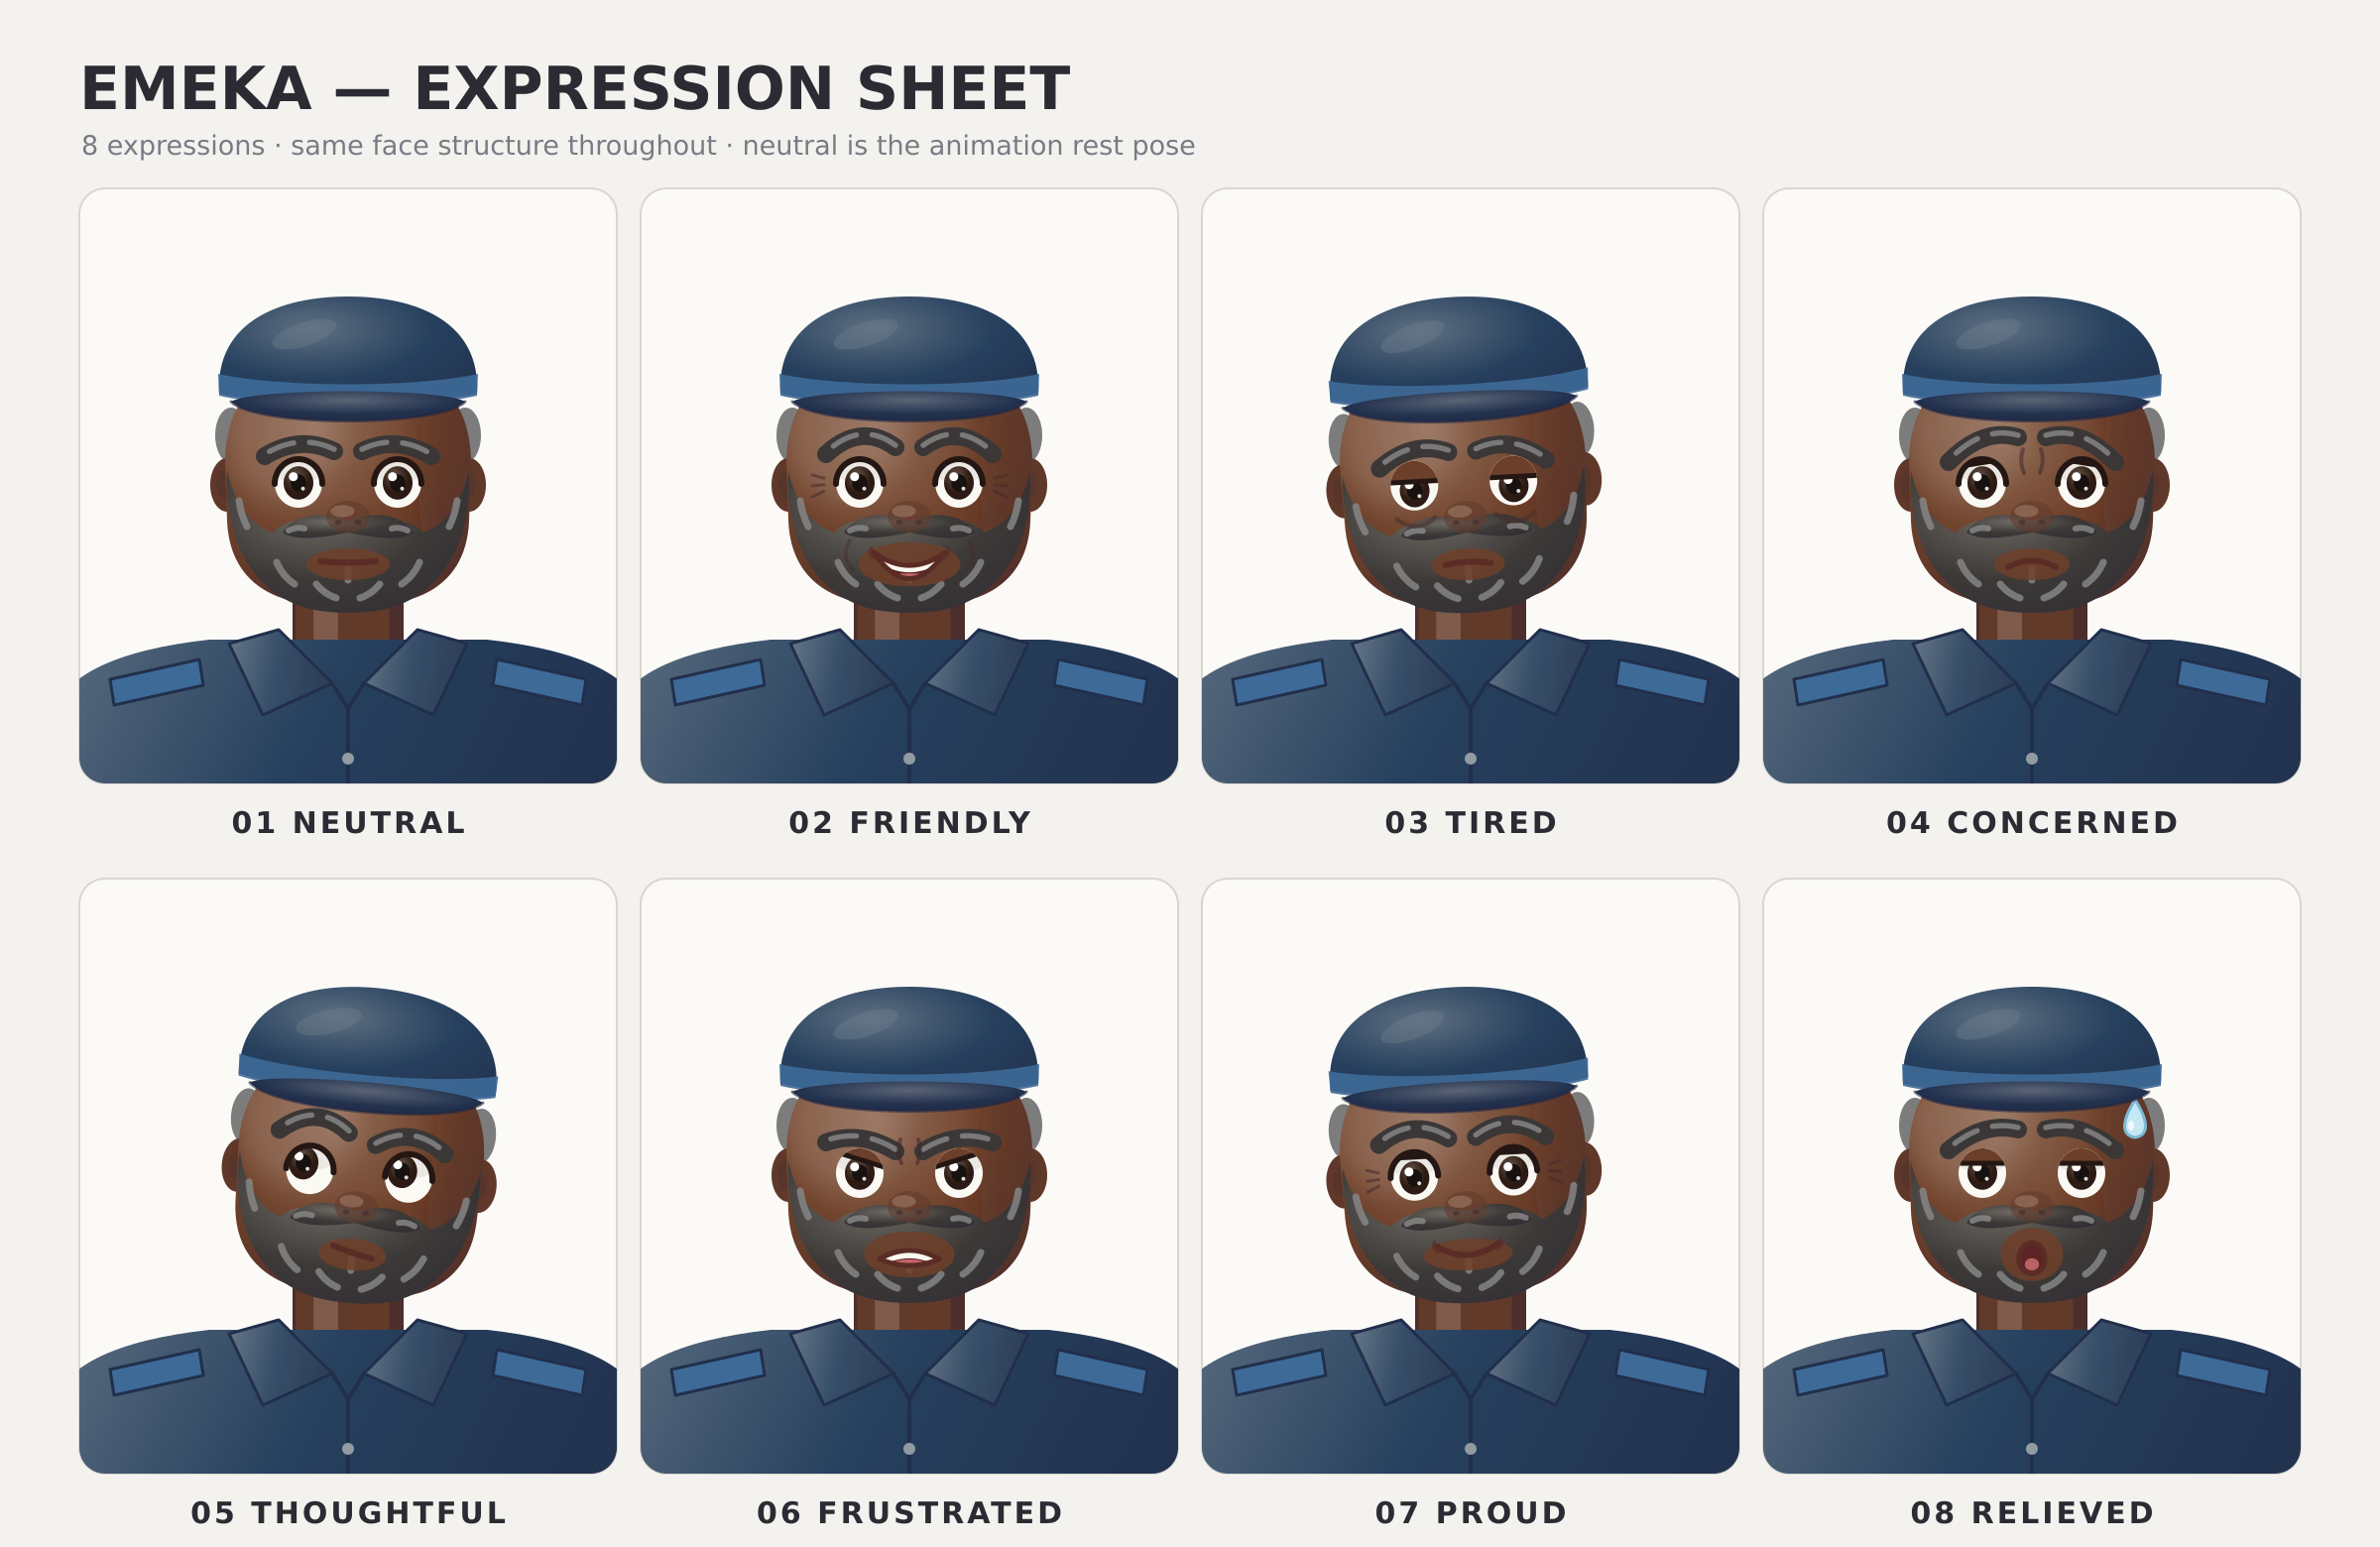 EMEKA — EXPRESSION SHEET
8 expressions · same face structure throughout · neutral is the animation rest pose
01 NEUTRAL
02 FRIENDLY
03 TIRED
04 CONCERNED
05 THOUGHTFUL
06 FRUSTRATED
07 PROUD
08 RELIEVED